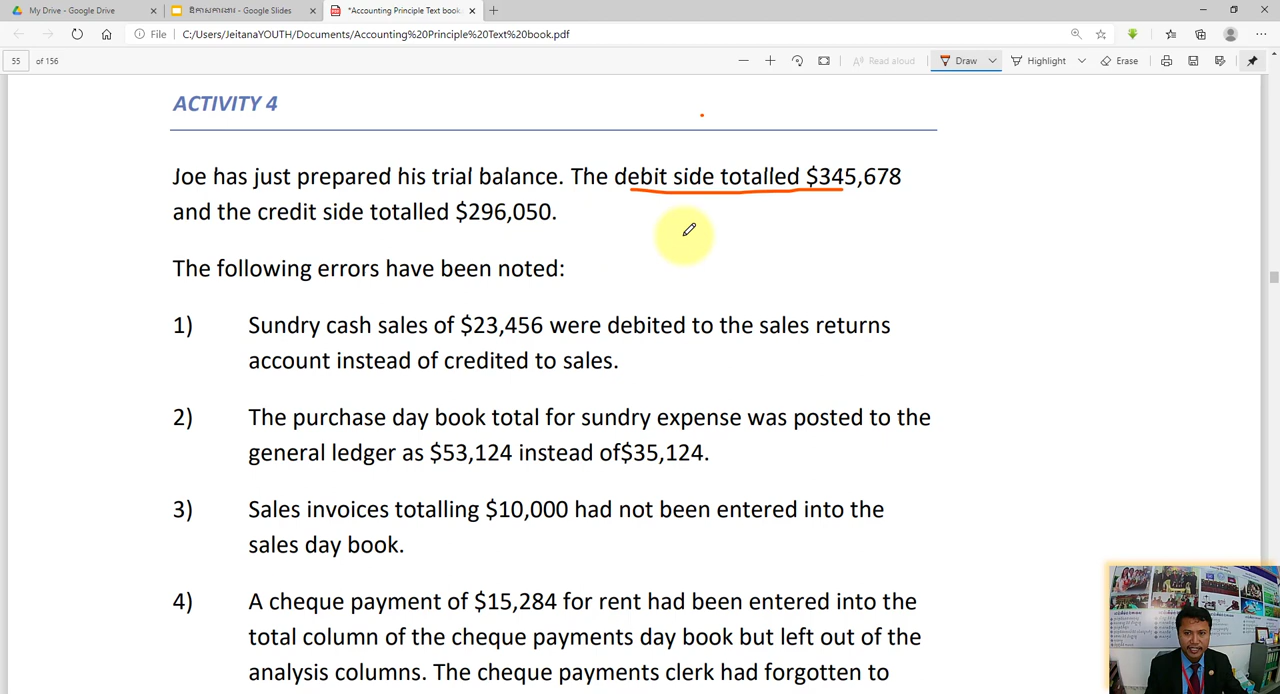 My Drive - Google Drive
- Google Slides
*Accounting Principle Text book.
File C:/Users/JeitanaYOUTH/Documents/Accounting%20Principle%20Text%20book.pdf
55 of 156
Read aloud Draw Highlight Erase
ACTIVITY 4
Joe has just prepared his trial balance. The debit side totalled $345,678
and the credit side totalled $296,050.
The following errors have been noted:
1) Sundry cash sales of $23,456 were debited to the sales returns
account instead of credited to sales.
2) The purchase day book total for sundry expense was posted to the
general ledger as $53,124 instead of$35,124.
3) Sales invoices totalling $10,000 had not been entered into the
sales day book.
4) A cheque payment of $15,284 for rent had been entered into the
total column of the cheque payments day book but left out of the
analysis columns. The cheque payments clerk had forgotten to